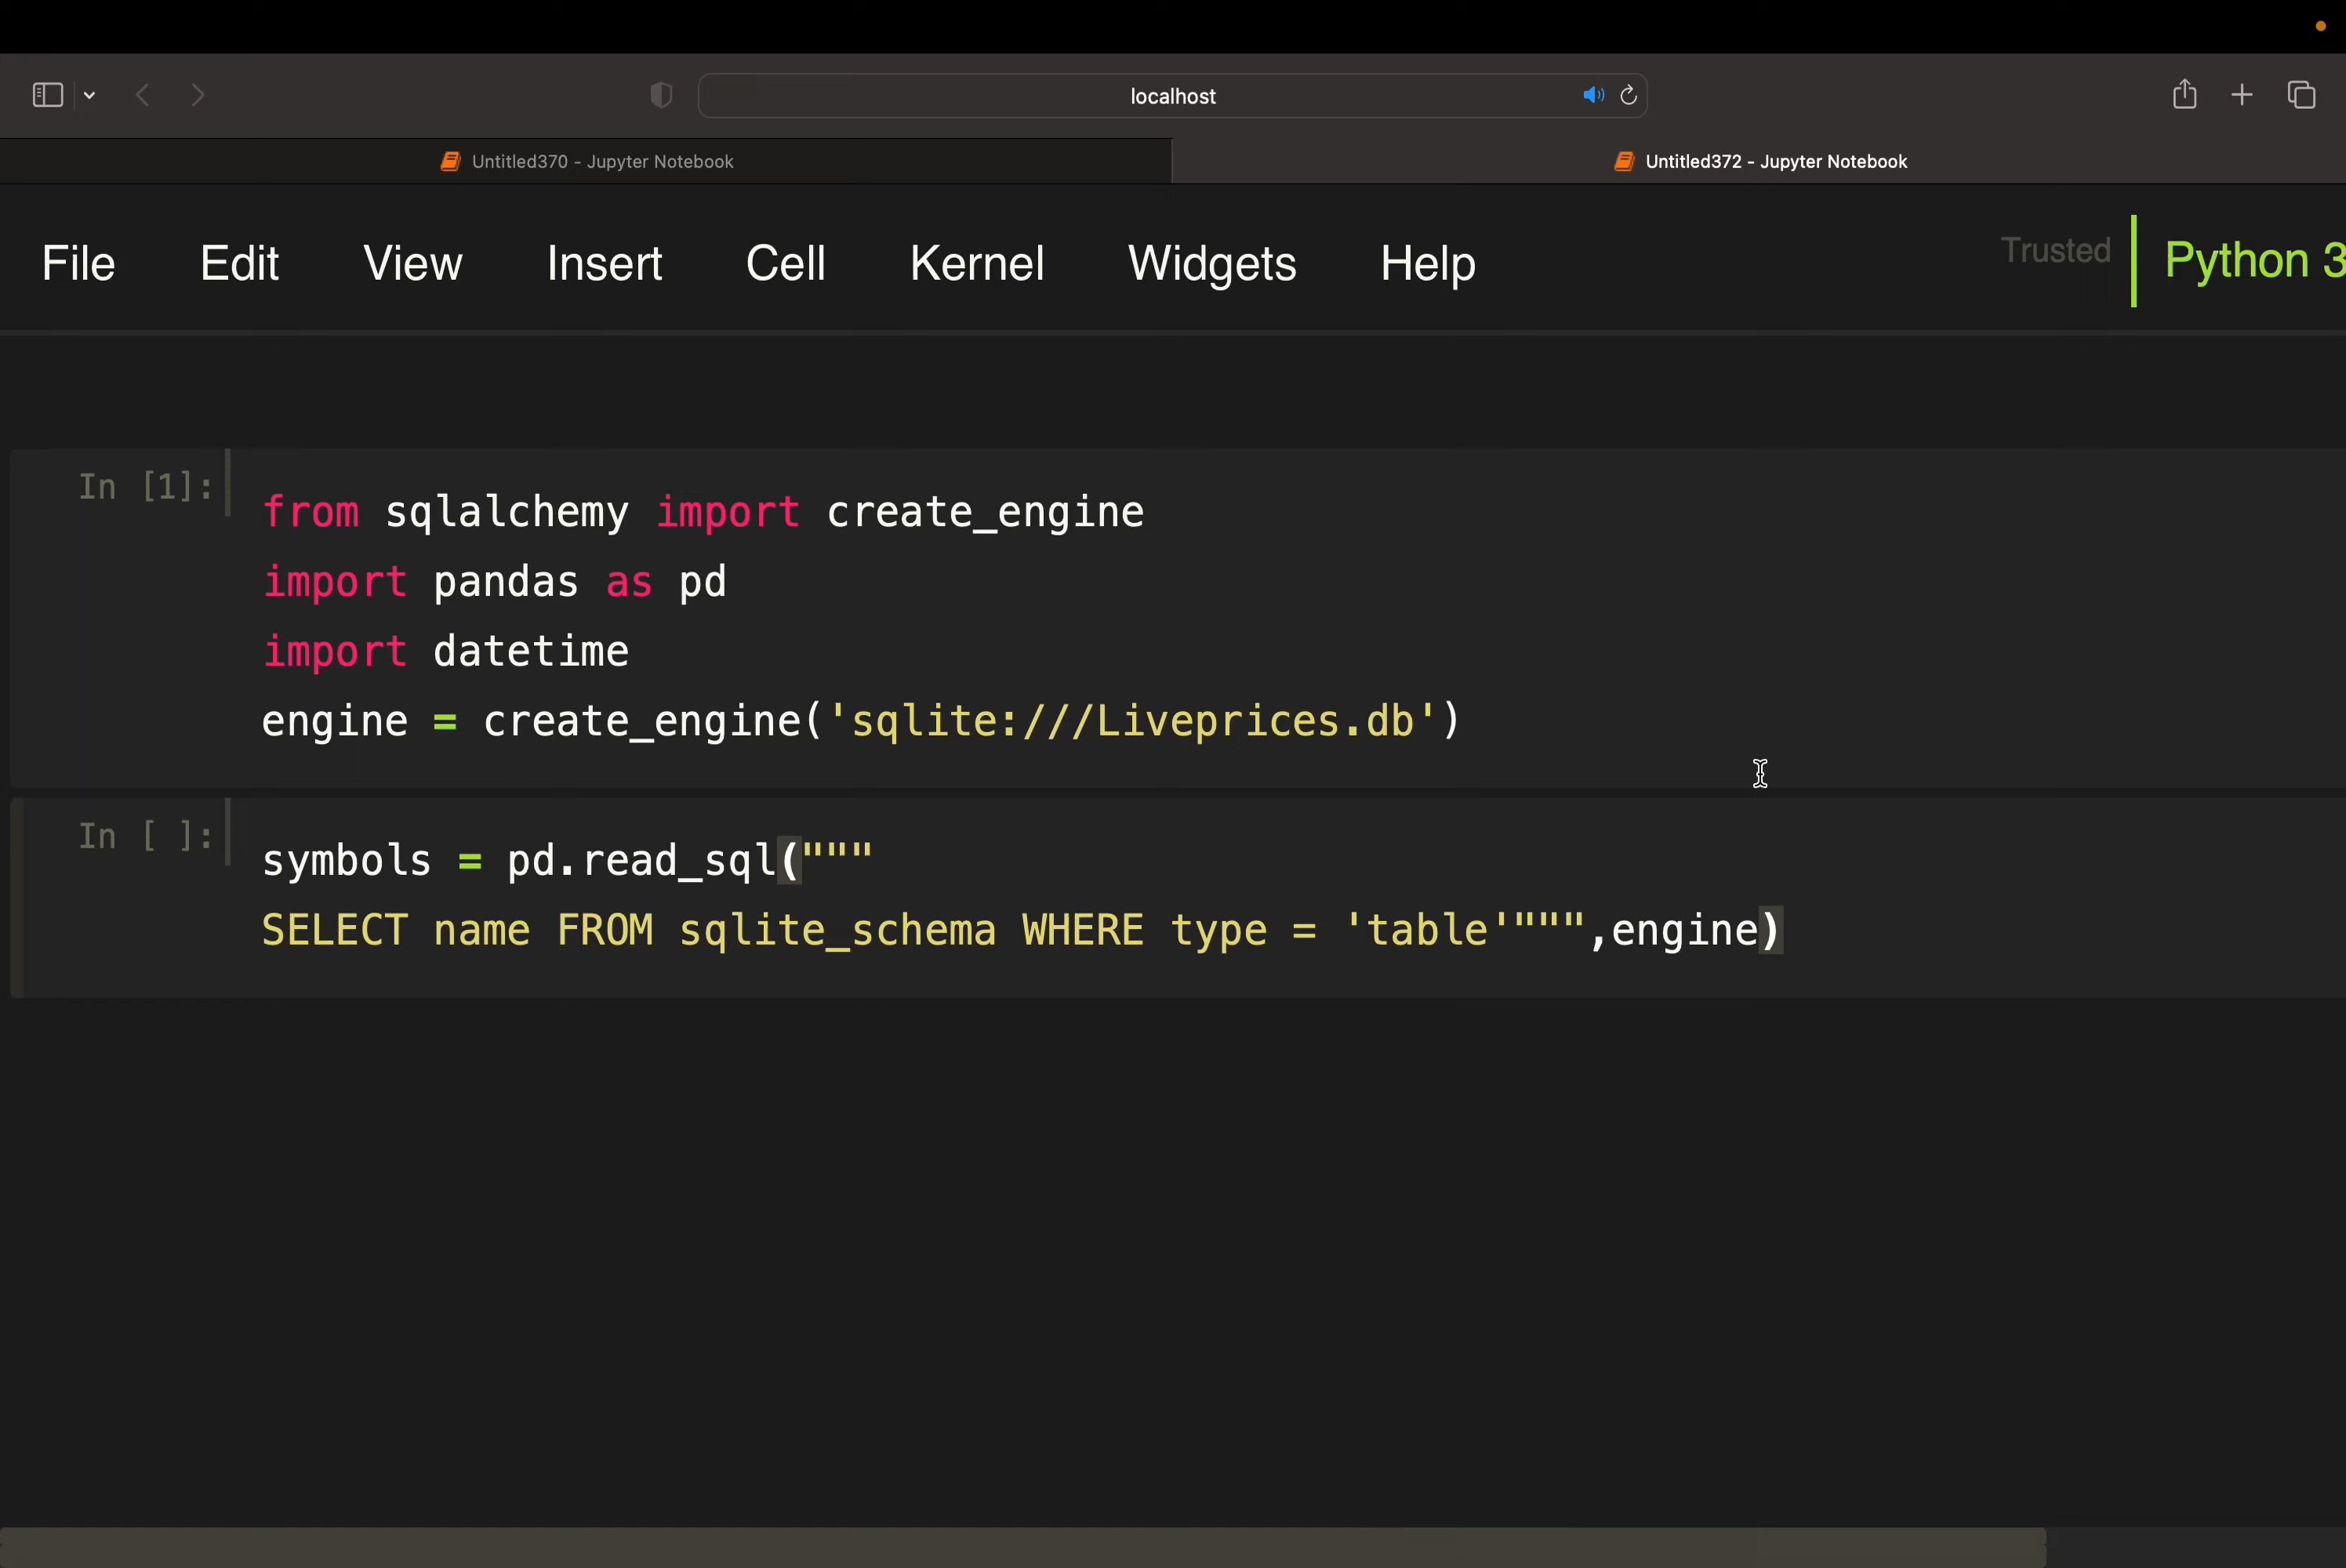 localhost
Untitled370 - Jupyter Notebook
Untitled372 - Jupyter Notebook
File Edit View Insert Cell Kernel Widgets Help Trusted Python 3
In [1]:
from sqlalchemy import create_engine
import pandas as pd
import datetime
engine = create_engine('sqlite:///Liveprices.db')
In [ ]:
symbols = pd.read_sql("""
SELECT name FROM sqlite_schema WHERE type = 'table'""",engine)